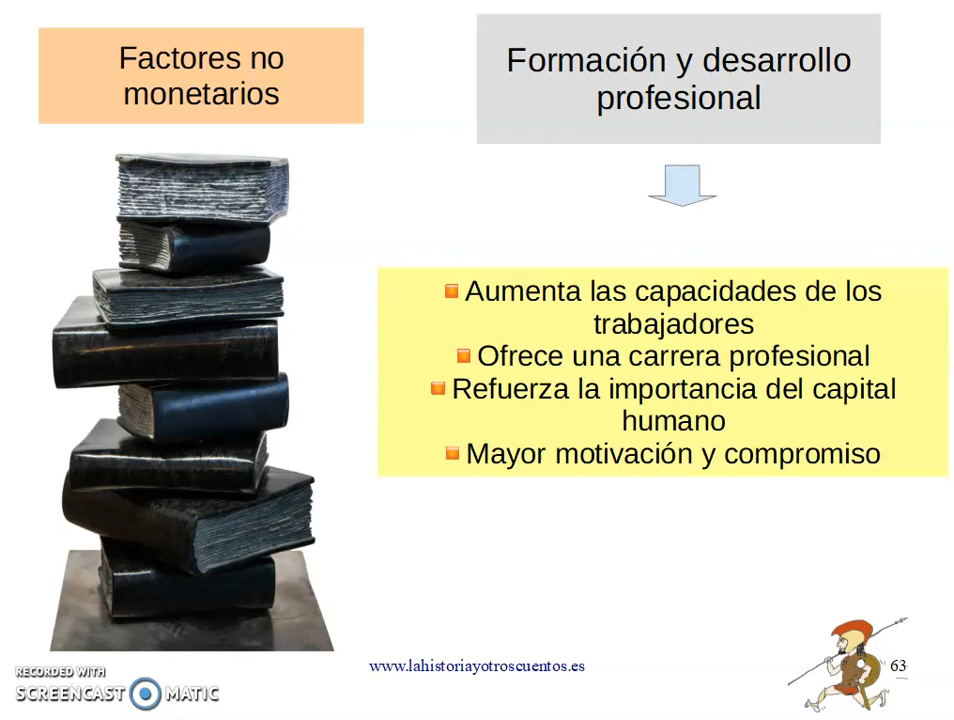 Factores no
monetarios
Formación y desarrollo
profesional
Aumenta las capacidades de los
trabajadores
Ofrece una carrera profesional
Refuerza la importancia del capital
humano
Mayor motivación y compromiso
www.lahistoriayotroscuentos.es
63
RECORDED WITH
SCREENCAST MATIC